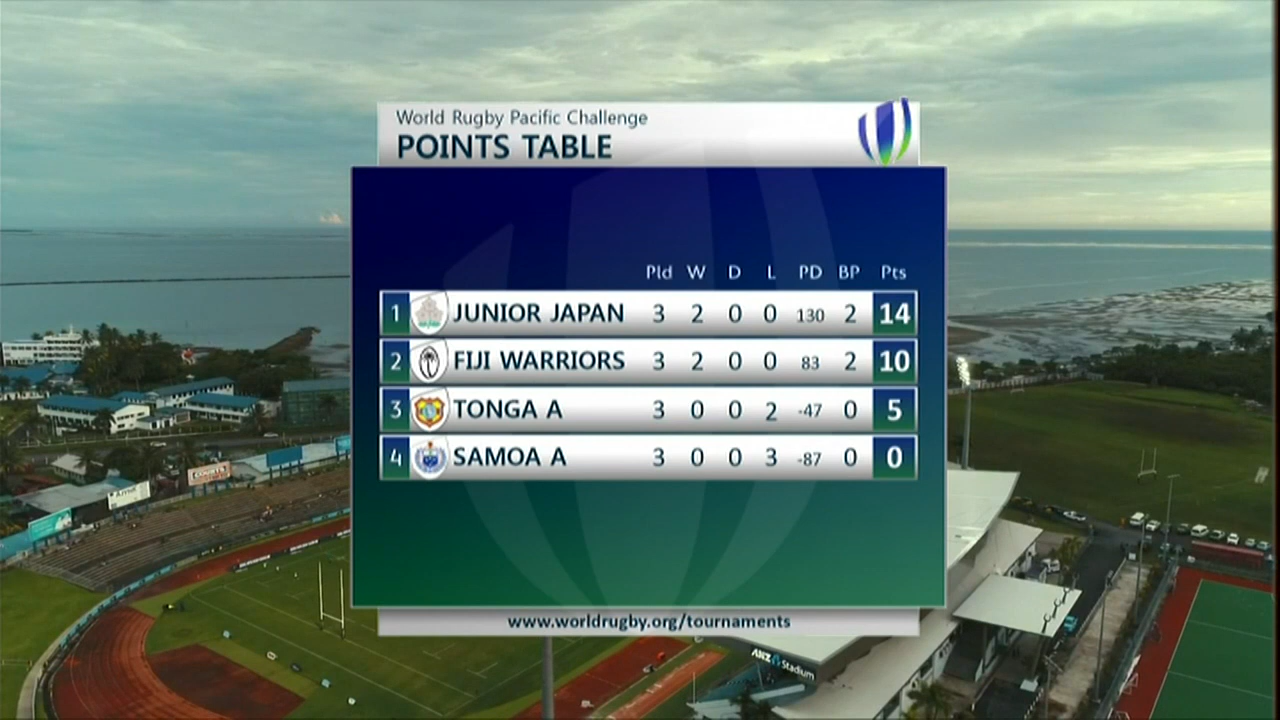 World Rugby Pacific Challenge
POINTS TABLE
Pld W D L PD BP Pts
1 JUNIOR JAPAN 3 2 0 0 130 2 14
2 FIJI WARRIORS 3 2 0 0 83 2 10
3 TONGA A 3 0 0 2 -47 0 5
4 SAMOA A 3 0 0 3 -87 0 0
www.worldrugby.org/tournaments
ANZ Stadium